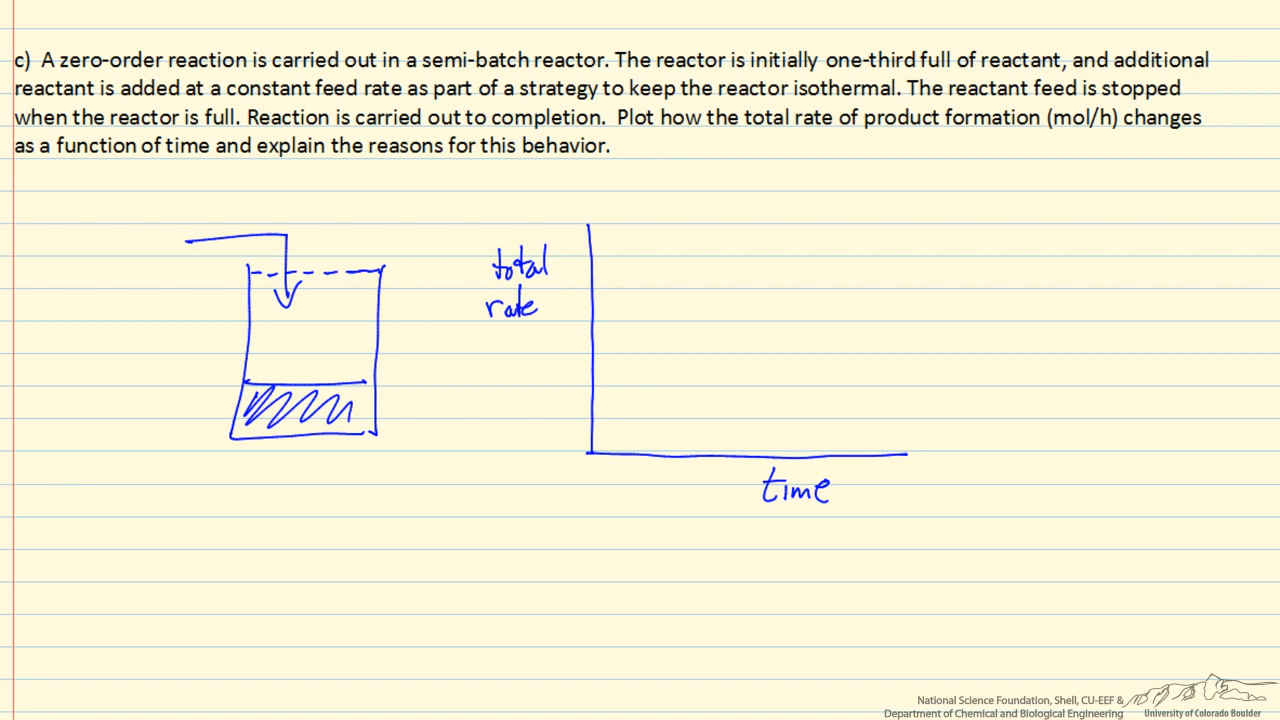 c) A zero-order reaction is carried out in a semi-batch reactor. The reactor is initially one-third full of reactant, and additional
reactant is added at a constant feed rate as part of a strategy to keep the reactor isothermal. The reactant feed is stopped
when the reactor is full. Reaction is carried out to completion. Plot how the total rate of product formation (mol/h) changes
as a function of time and explain the reasons for this behavior.
total
rate
time
National Science Foundation, Shell, CU-EEF &
Department of Chemical and Biological Engineering
University of Colorado Boulder